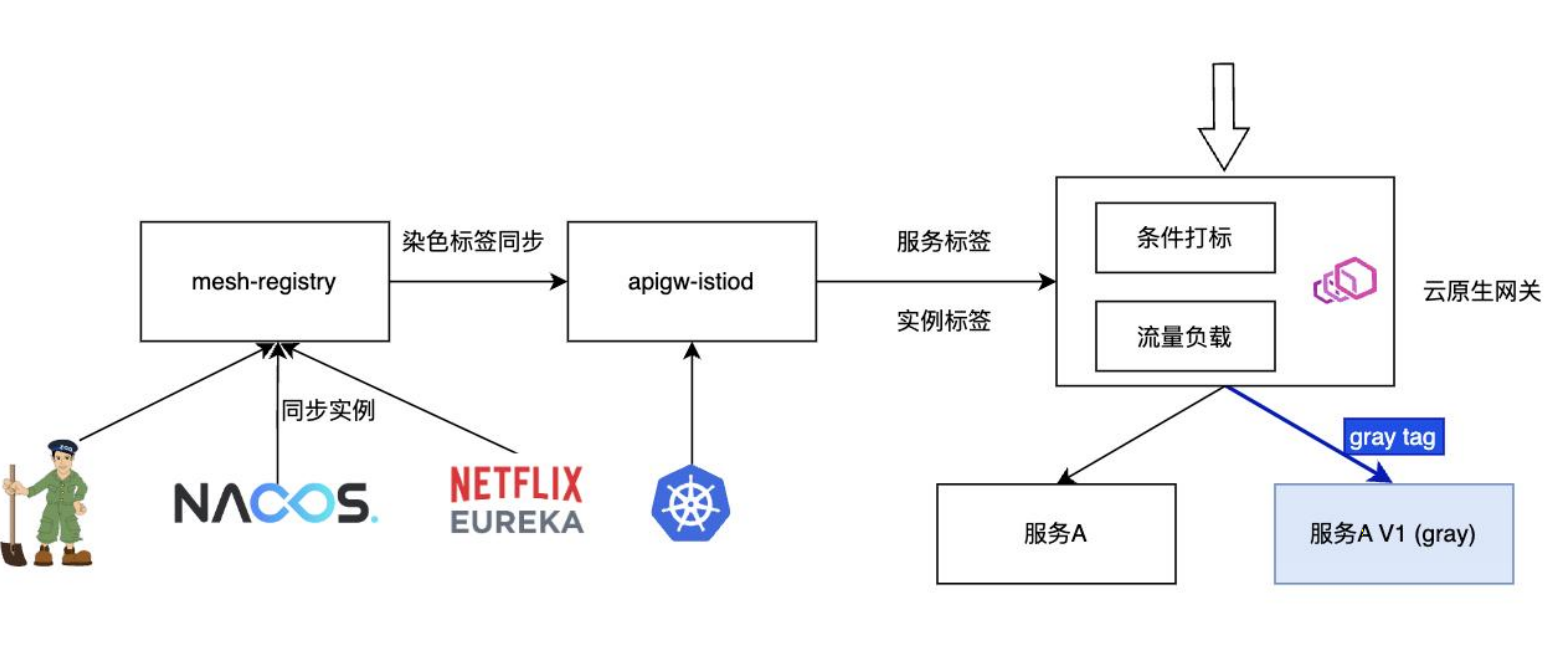 条件打标
染色标签同步
服务标签
mesh-registry
apigw-istiod
云原生网关
实例标签
流量负载
同步实例
gray tag
NACOS.
NETFLIX
EUREKA
服务A
服务A V1 (gray)